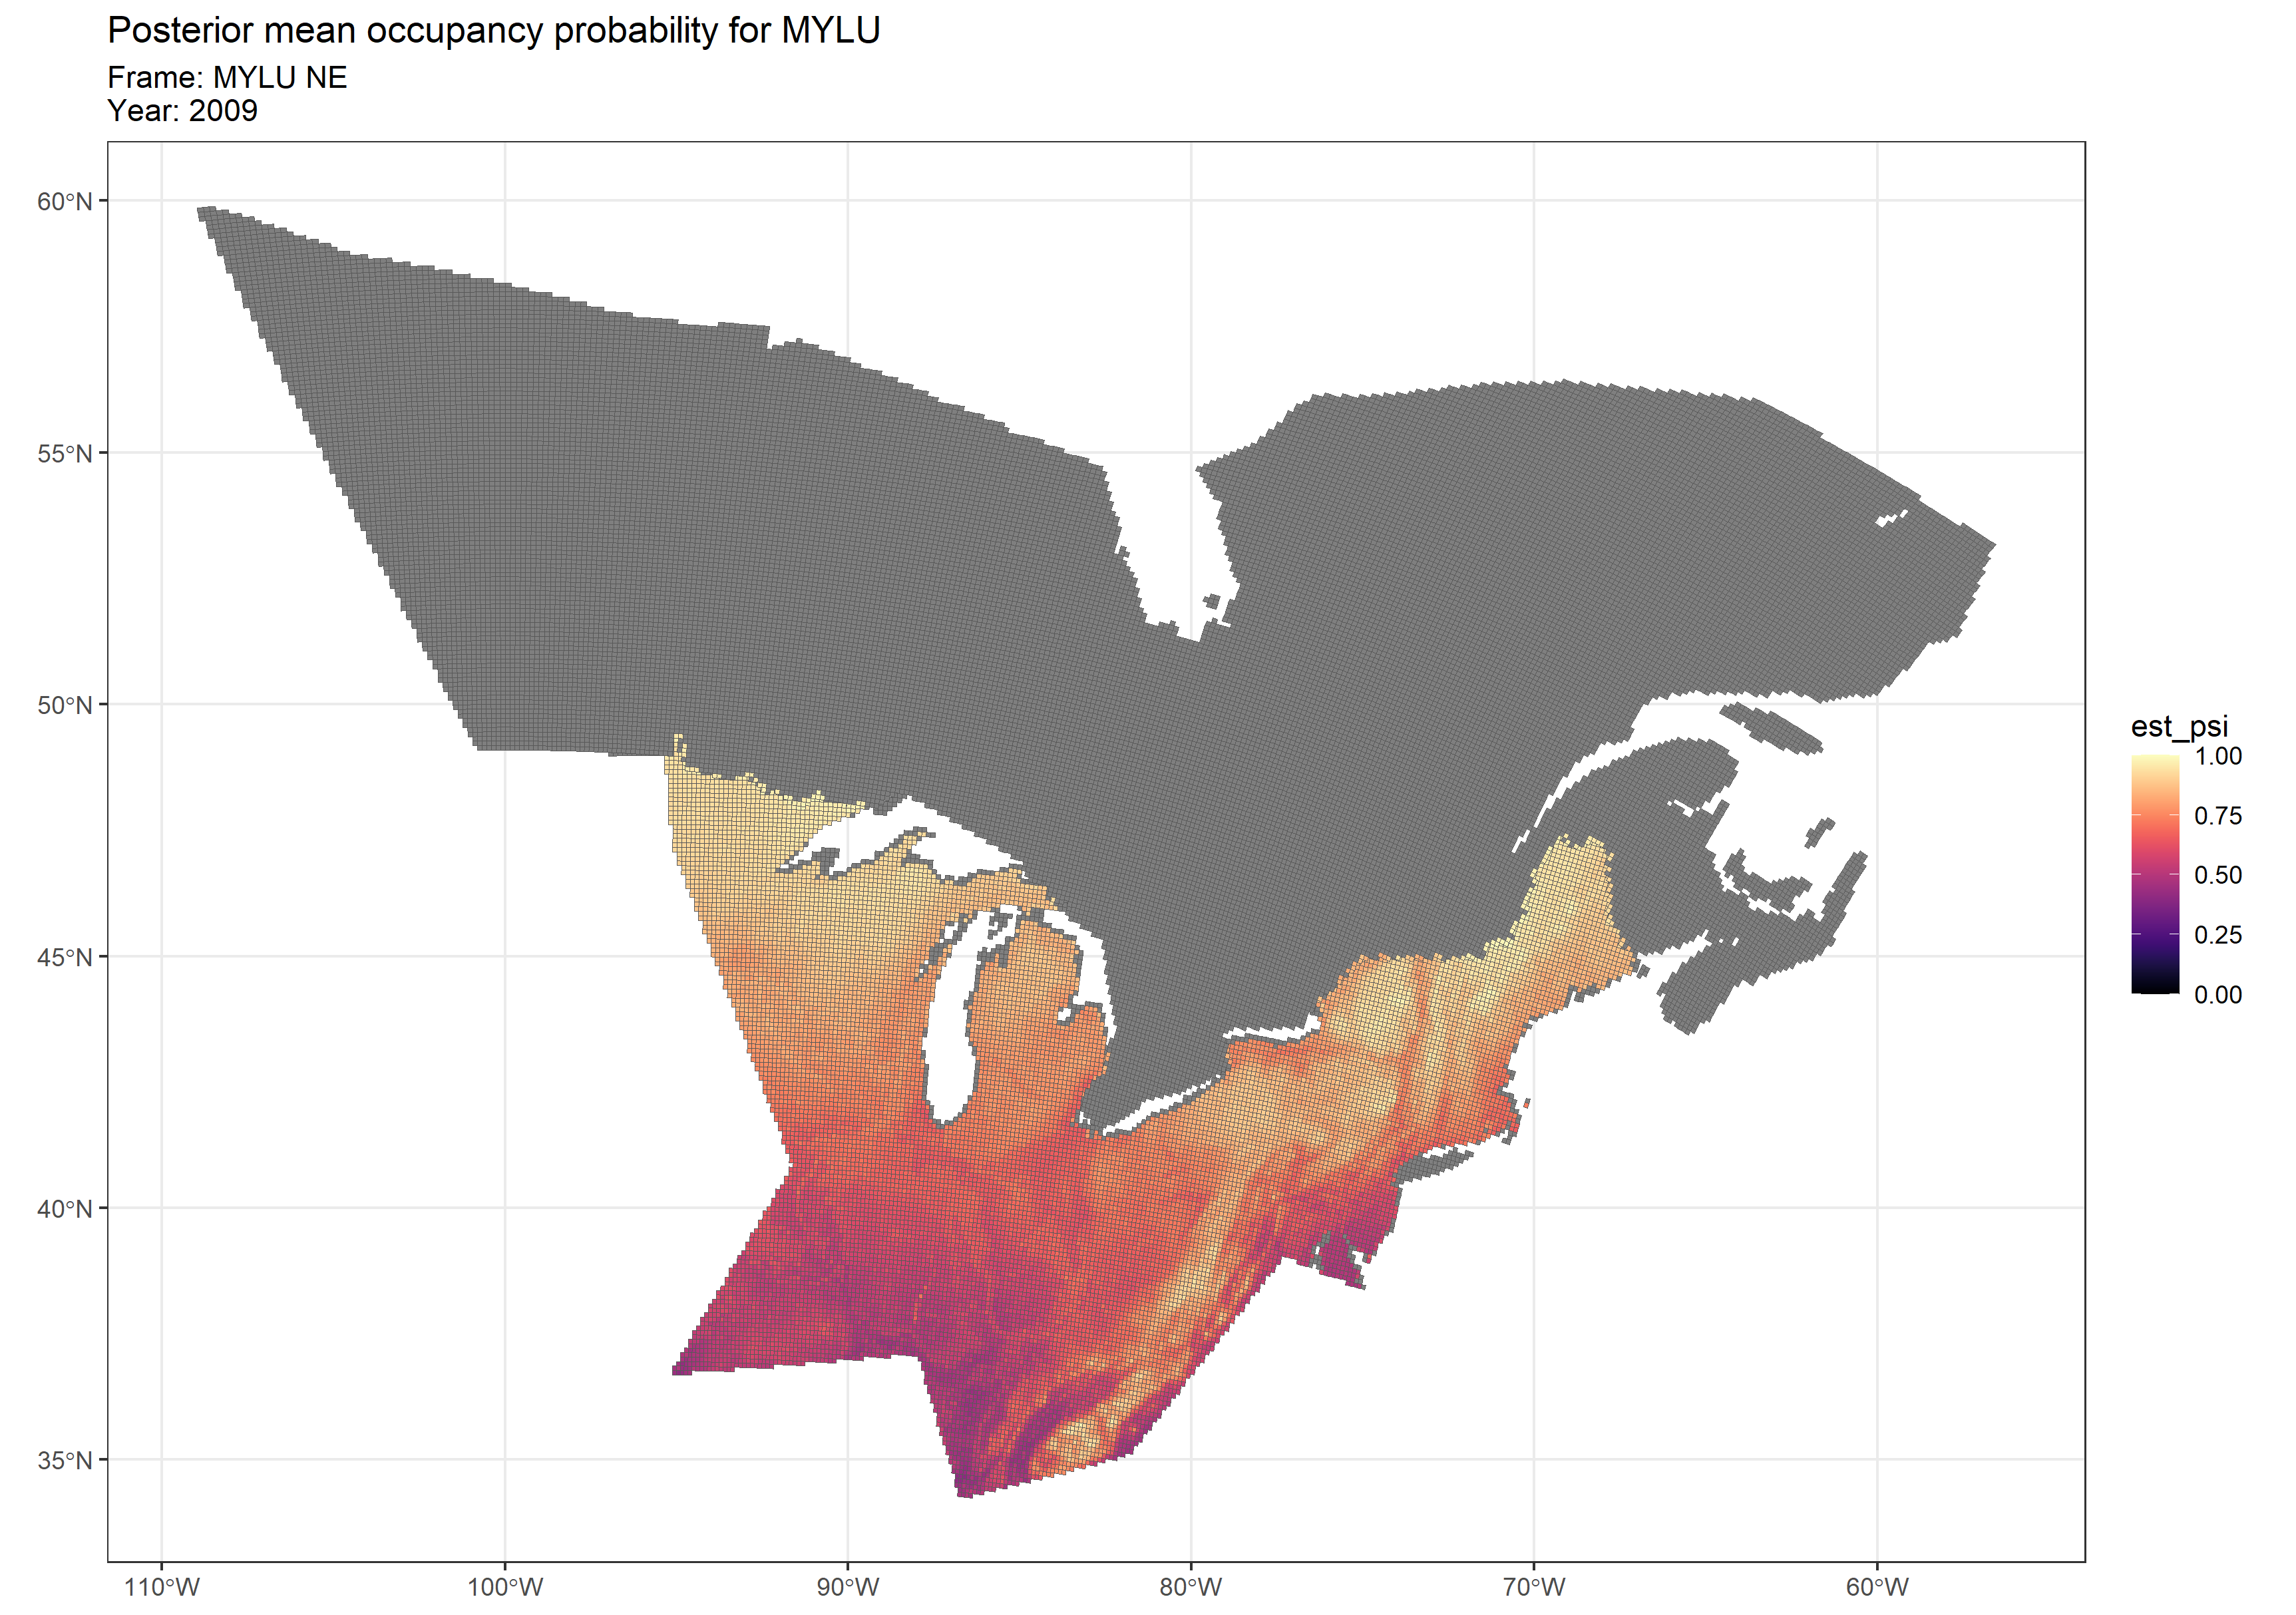 Posterior mean occupancy probability for MYLU
Frame: MYLU NE
Year: 2009
60°N
55°N
50°N
45°N
40°N
35°N
110°W
100°W
90°W
80°W
70°W
60°W
est_psi
1.00
0.75
0.50
0.25
0.00